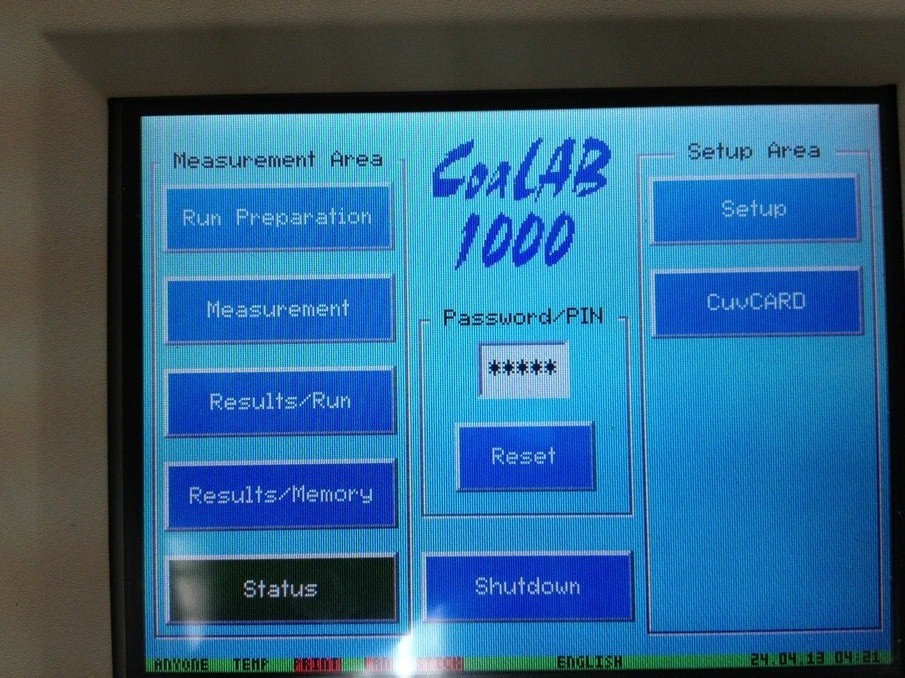 Measurement Area
Run Preparation
Measurement
Results/Run
Results/Memory
Status
CoaLAB
1000
Password/PIN
*****
Reset
Shutdown
Setup Area
Setup
CuvCARD
ANYONE TEMP PRINT ENGLISH 24.04.13 04:21